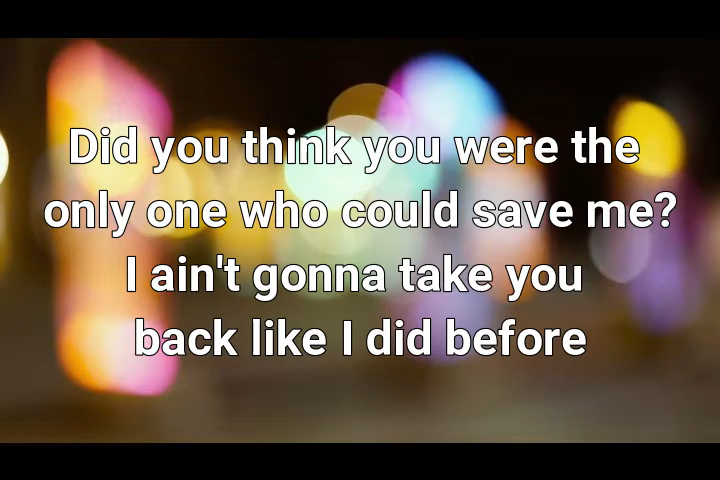 Did you think you were the
only one who could save me?
I ain't gonna take you
back like I did before